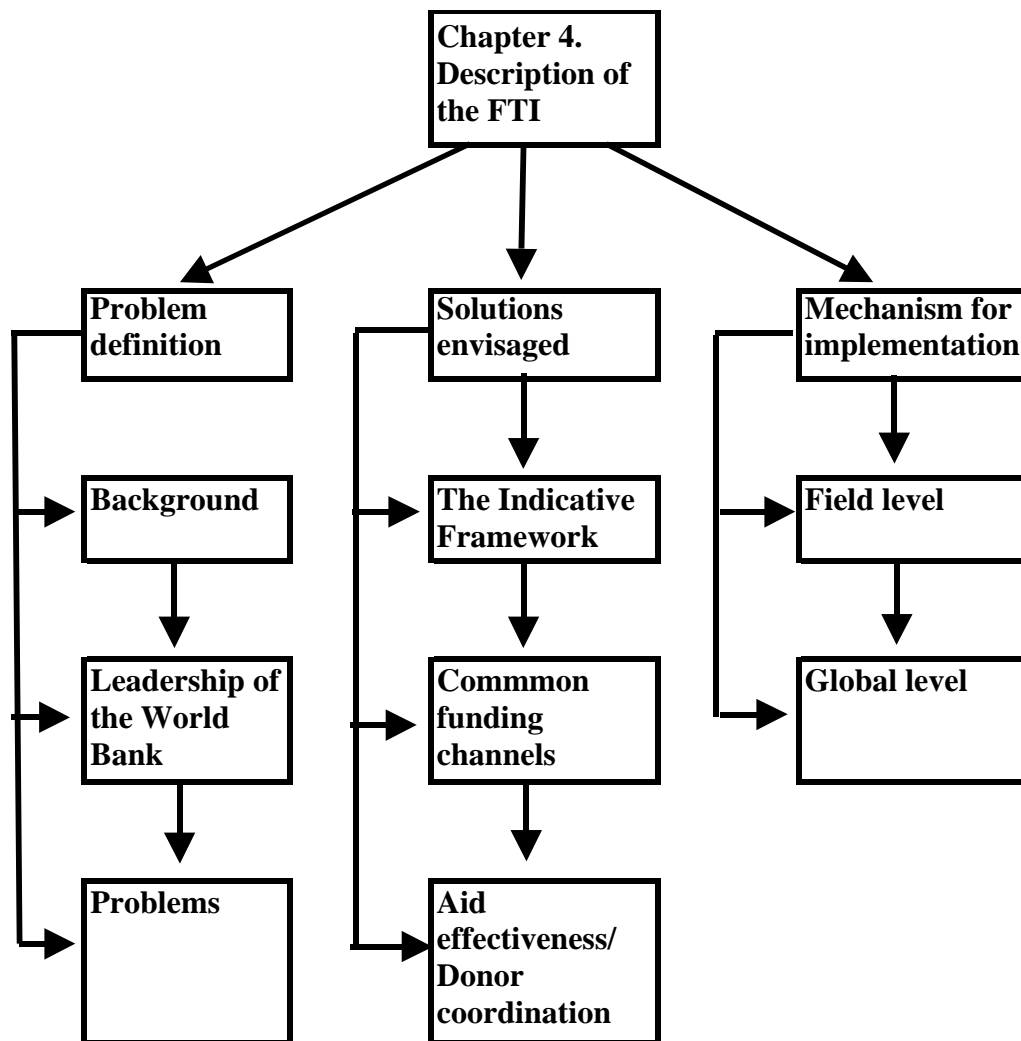 Chapter 4.
Description of
the FTI
Problem
definition
Solutions
envisaged
Mechanism for
implementation
Background
The Indicative
Framework
Field level
Leadership of
the World
Bank
Commmon
funding
channels
Global level
Problems
Aid
effectiveness/
Donor
coordination